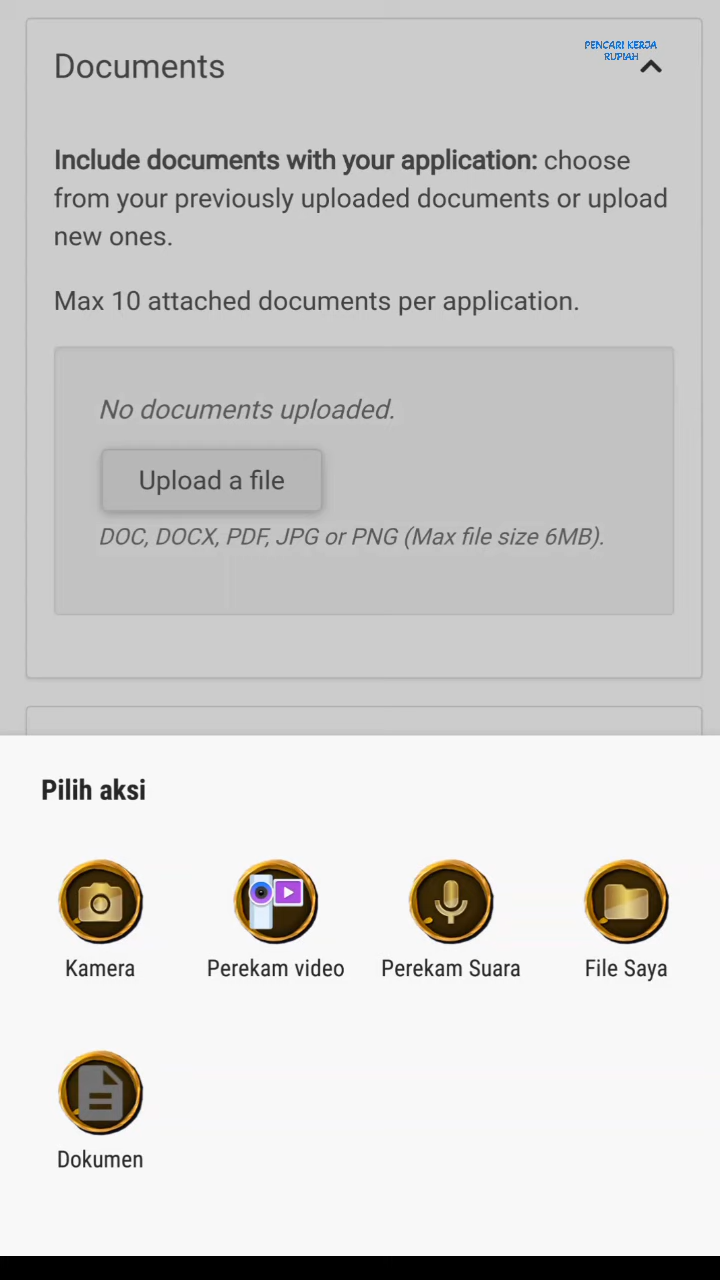 PENCARI KERJA
RUPIAH
Documents
Include documents with your application: choose
from your previously uploaded documents or upload
new ones.
Max 10 attached documents per application.
No documents uploaded.
Upload a file
DOC, DOCX, PDF, JPG or PNG (Max file size 6MB).
Pilih aksi
Kamera
Perekam video
Perekam Suara
File Saya
Dokumen